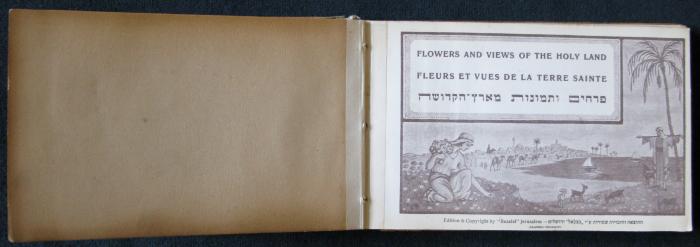 FLOWERS AND VIEWS OF THE HOLY LAND
FLEURS ET VUES DE LA TERRE SAINTE
פרחים ותמונות מארץ־הקדושה
Edition & Copyright by "Bezalel" Jerusalem —